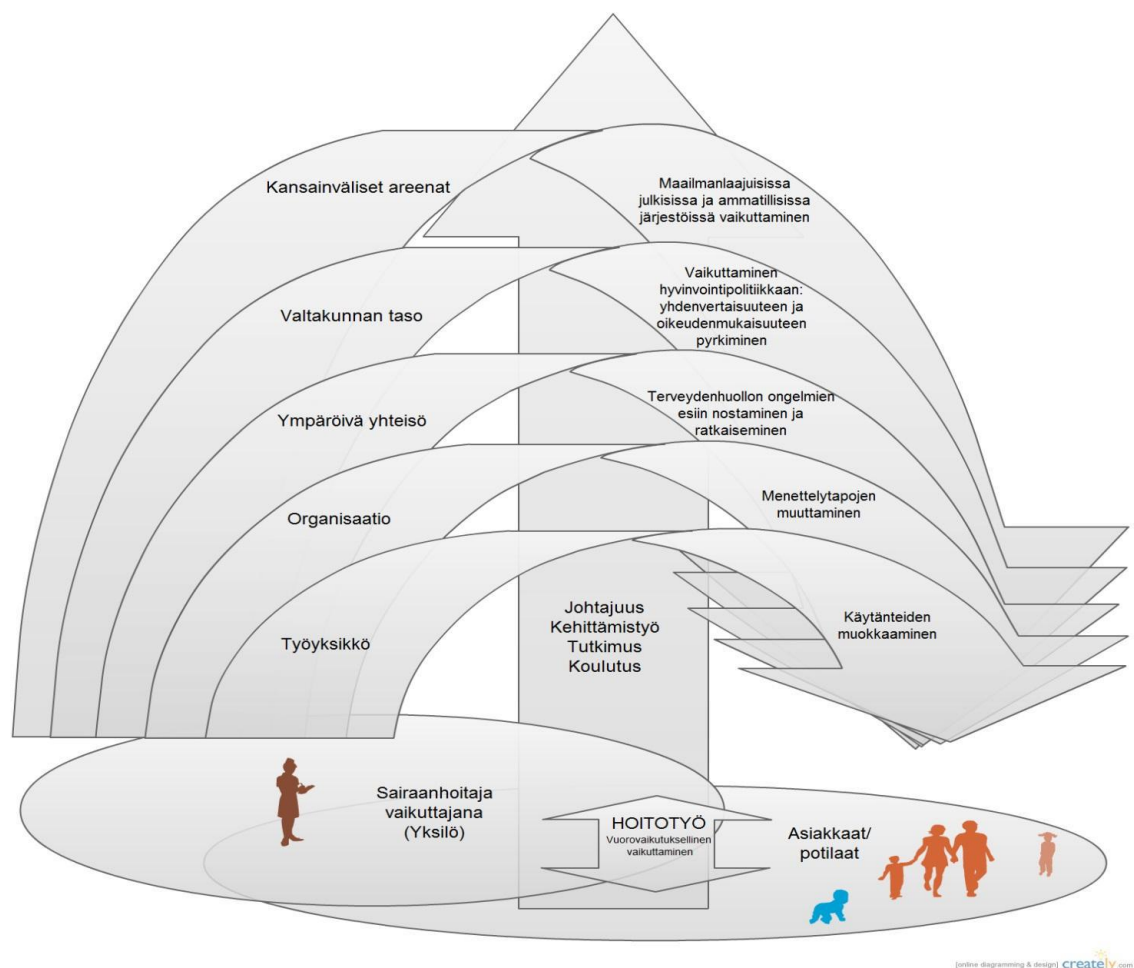 Kansainväliset areenat
Maailmanlaajuisissa
julkisissa ja ammatillisissa
järjestöissä vaikuttaminen
Valtakunnan taso
Vaikuttaminen
hyvinvointipolitiikkaan:
yhdenvertaisuuteen ja
oikeudenmukaisuuteen
pyrkiminen
Ympäröivä yhteisö
Terveydenhuollon ongelmien
esiin nostaminen ja
ratkaiseminen
Organisaatio
Menettelytapojen
muuttaminen
Työyksikkö
Johtajuus
Kehittämistyö
Tutkimus
Koulutus
Käytänteiden
muokkaaminen
Sairaanhoitaja
vaikuttajana
(Yksilö)
HOITOTYÖ
Vuorovaikutuksellinen
vaikuttaminen
Asiakkaat/
potilaat
[online diagramming & design] creately.com